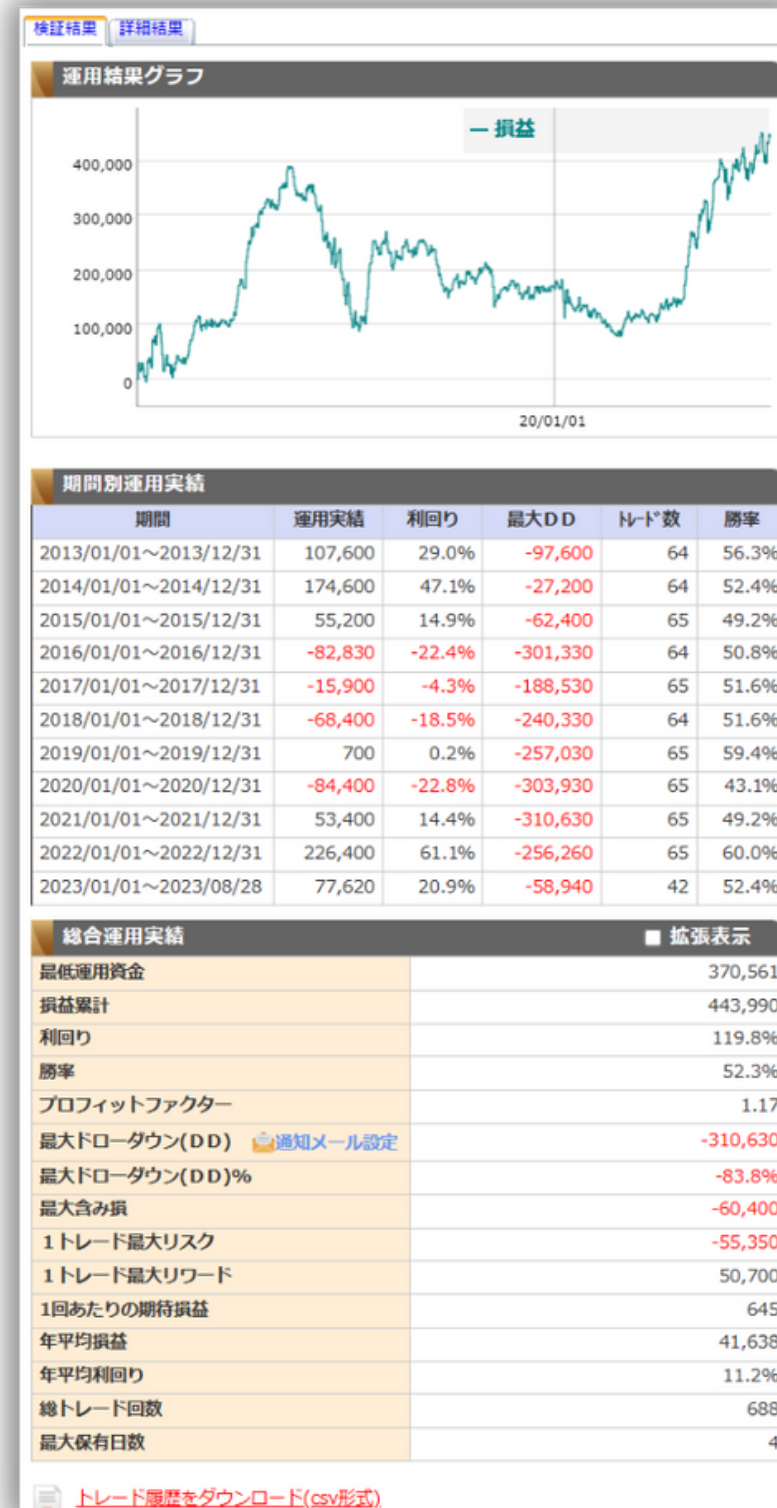 検証結果 詳細結果
運用結果グラフ
— 損益
400,000
300,000
200,000
100,000
0
20/01/01
期間別運用実績
期間 運用実績 利回り 最大DD ﾄﾚｰﾄﾞ数 勝率
2013/01/01～2013/12/31 107,600 29.0% -97,600 64 56.3%
2014/01/01～2014/12/31 174,600 47.1% -27,200 64 52.4%
2015/01/01～2015/12/31 55,200 14.9% -62,400 65 49.2%
2016/01/01～2016/12/31 -82,830 -22.4% -301,330 64 50.8%
2017/01/01～2017/12/31 -15,900 -4.3% -188,530 65 51.6%
2018/01/01～2018/12/31 -68,400 -18.5% -240,330 64 51.6%
2019/01/01～2019/12/31 700 0.2% -257,030 65 59.4%
2020/01/01～2020/12/31 -84,400 -22.8% -303,930 65 43.1%
2021/01/01～2021/12/31 53,400 14.4% -310,630 65 49.2%
2022/01/01～2022/12/31 226,400 61.1% -256,260 65 60.0%
2023/01/01～2023/08/28 77,620 20.9% -58,940 42 52.4%
総合運用実績 拡張表示
最低運用資金 370,561
損益累計 443,990
利回り 119.8%
勝率 52.3%
プロフィットファクター 1.17
最大ドローダウン(DD) 通知メール設定 -310,630
最大ドローダウン(DD)% -83.8%
最大含み損 -60,400
1トレード最大リスク -55,350
1トレード最大リワード 50,700
1回あたりの期待損益 645
年平均損益 41,638
年平均利回り 11.2%
総トレード回数 688
最大保有日数 4
トレード履歴をダウンロード(csv形式)